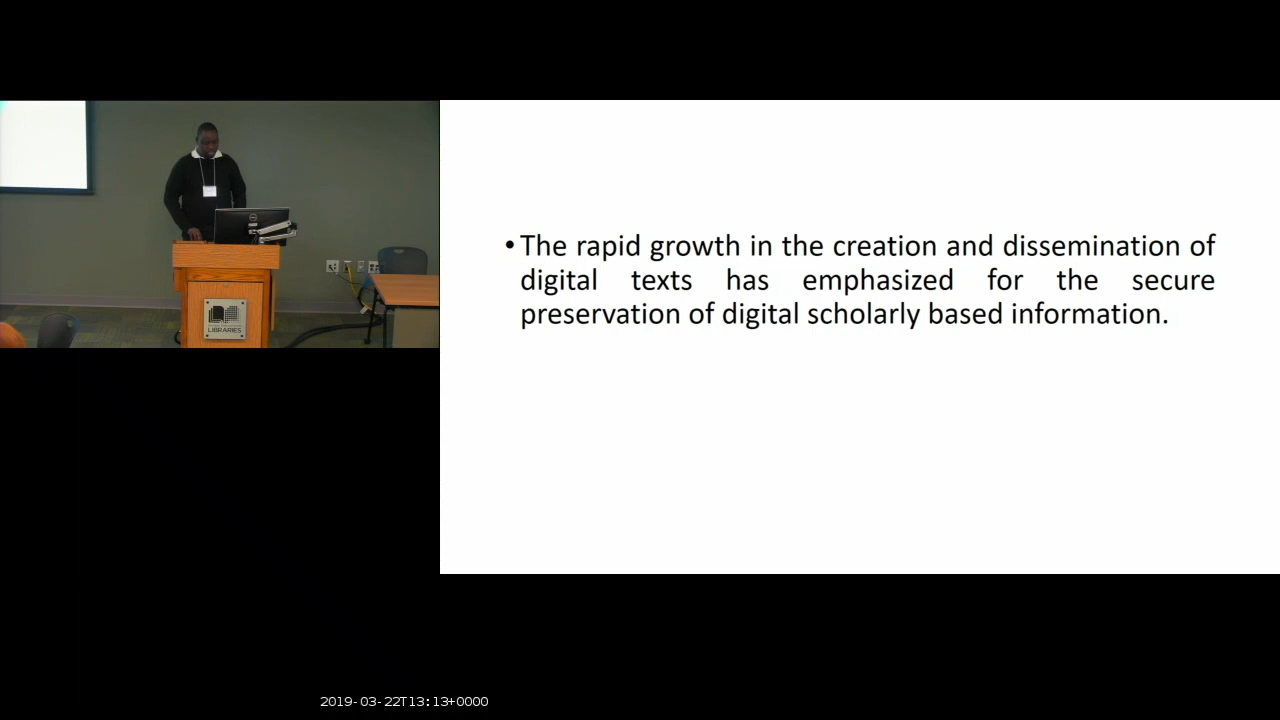 • The rapid growth in the creation and dissemination of
digital texts has emphasized for the secure
preservation of digital scholarly based information.
LIBRARIES
2019-03-22T13:13+0000